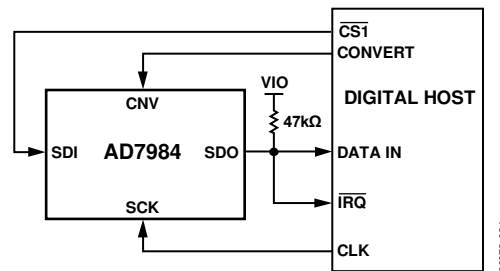 CS1
CONVERT
VIO
CNV
DIGITAL HOST
47kΩ
SDI AD7984 SDO
DATA IN
SCK
IRQ
CLK